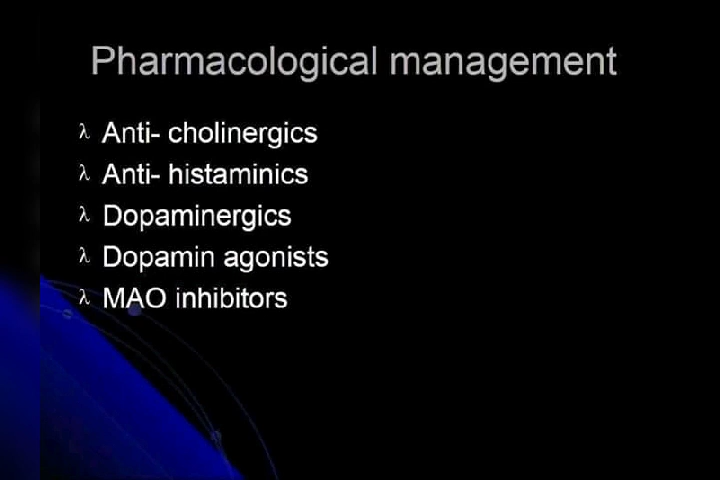 Pharmacological management
λ Anti- cholinergics
λ Anti- histaminics
λ Dopaminergics
λ Dopamin agonists
λ MAO inhibitors